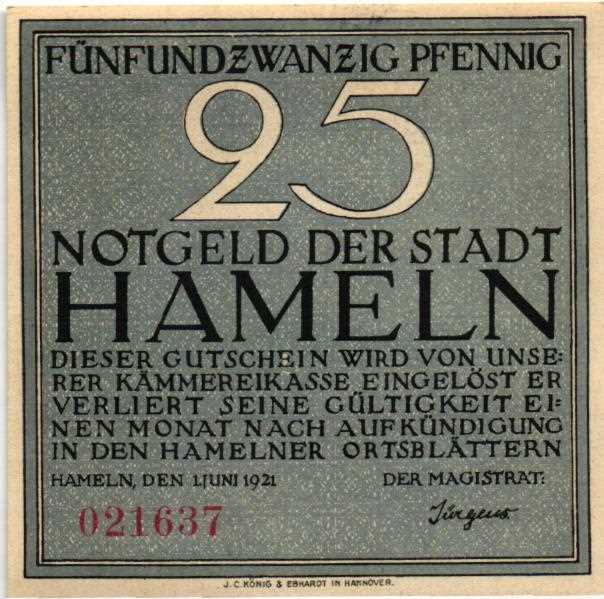 FÜNFUNDZWANZIG PFENNIG
25
NOTGELD DER STADT
HAMELN
DIESER GUTSCHEIN WIRD VON UNSE:
RER KÄMMEREIKASSE EINGELÖST ER
VERLIERT SEINE GÜLTIGKEIT EI:
NEN MONAT NACH AUFKÜNDIGUNG
IN DEN HAMELNER ORTSBLÄTTERN
HAMELN, DEN 1. JUNI 1921 DER MAGISTRAT:
021637 Jürgens
J. C. KÖNIG & EBHARDT IN HANNOVER.